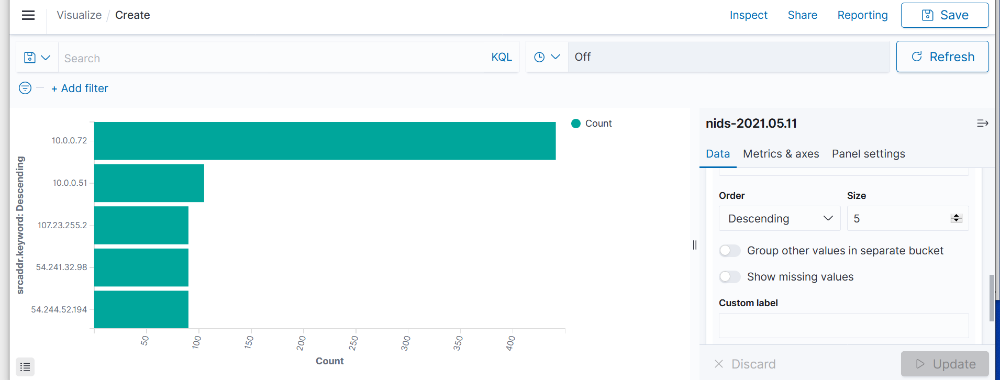 Visualize / Create
Inspect Share Reporting Save
Search KQL Off Refresh
+ Add filter
srcaddr.keyword: Descending
10.0.0.72
10.0.0.51
107.23.255.2
54.241.32.98
54.244.52.194
50 100 150 200 250 300 350 400
Count
Count
nids-2021.05.11
Data Metrics & axes Panel settings
Order Size
Descending 5
Group other values in separate bucket
Show missing values
Custom label
Discard Update